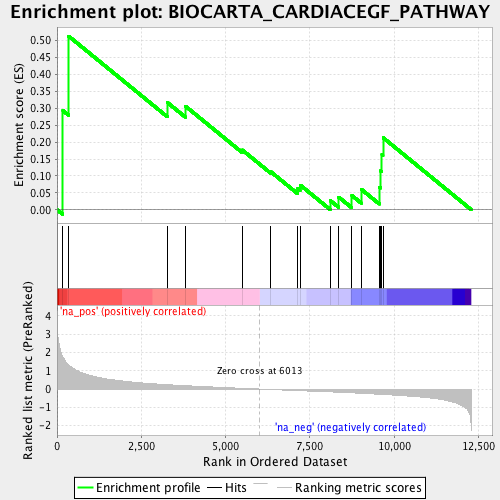 Enrichment plot: BIOCARTA_CARDIACEGF_PATHWAY
Enrichment score (ES)
0.50
0.45
0.40
0.35
0.30
0.25
0.20
0.15
0.10
0.05
0.00
'na_pos' (positively correlated)
Ranked list metric (PreRanked)
4
3
2
1
0
-1
-2
Zero cross at 6013
'na_neg' (negatively correlated)
0
2,500
5,000
7,500
10,000
12,500
Rank in Ordered Dataset
Enrichment profile
Hits
Ranking metric scores